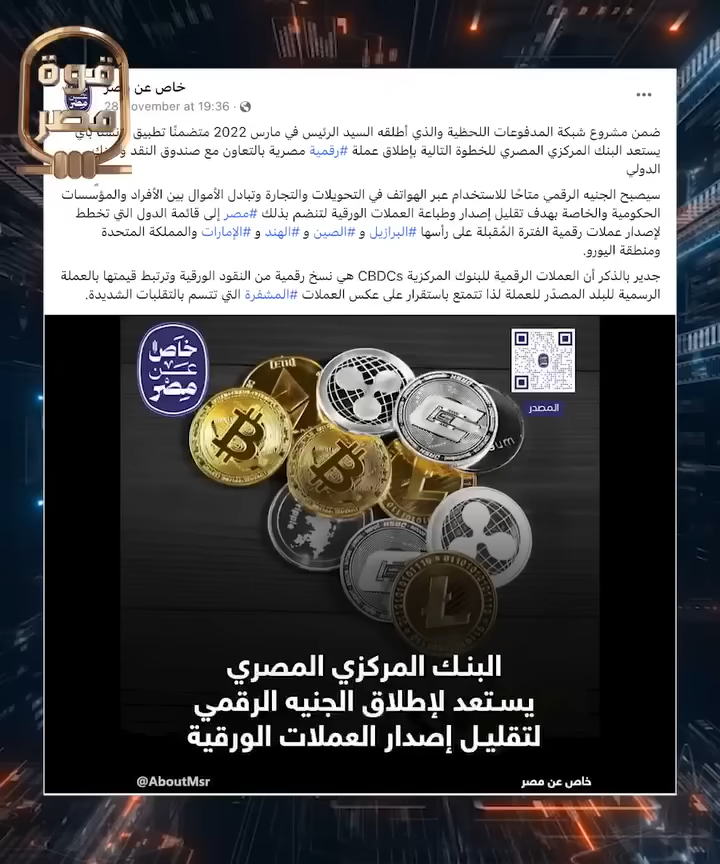 قوة
مصر
خاص عن مصر
28 November at 19:36
ضمن مشروع شبكة المدفوعات اللحظية والذي أطلقه السيد الرئيس في مارس 2022 متضمنًا تطبيق
يستعد البنك المركزي المصري للخطوة التالية بإطلاق عملة #رقمية مصرية بالتعاون مع صندوق النقد
الدولي
سيصبح الجنيه الرقمي متاحًا للاستخدام عبر الهواتف في التحويلات والتجارة وتبادل الأموال بين الأفراد والمؤسسات
الحكومية والخاصة بهدف تقليل إصدار وطباعة العملات الورقية لتنضم بذلك #مصر إلى قائمة الدول التي تخطط
لإصدار عملات رقمية الفترة المُقبلة على رأسها #البرازيل و #الصين و #الهند و #الإمارات والمملكة المتحدة
ومنطقة اليورو.
جدير بالذكر أن العملات الرقمية للبنوك المركزية CBDCs هي نسخ رقمية من النقود الورقية وترتبط قيمتها بالعملة
الرسمية للبلد المصدّر للعملة لذا تتمتع باستقرار على عكس العملات #المشفرة التي تتسم بالتقلبات الشديدة.
خاص
عن
مصر
المصدر
البنك المركزي المصري
يستعد لإطلاق الجنيه الرقمي
لتقليل إصدار العملات الورقية
@AboutMsr
خاص عن مصر